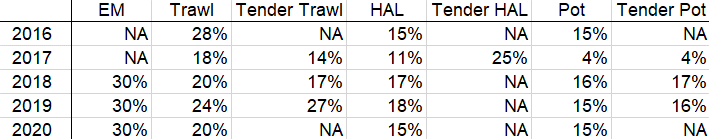 EM Trawl Tender Trawl HAL Tender HAL Pot Tender Pot
2016 NA 28% NA 15% NA 15% NA
2017 NA 18% 14% 11% 25% 4% 4%
2018 30% 20% 17% 17% NA 16% 17%
2019 30% 24% 27% 18% NA 15% 16%
2020 30% 20% NA 15% NA 15% NA